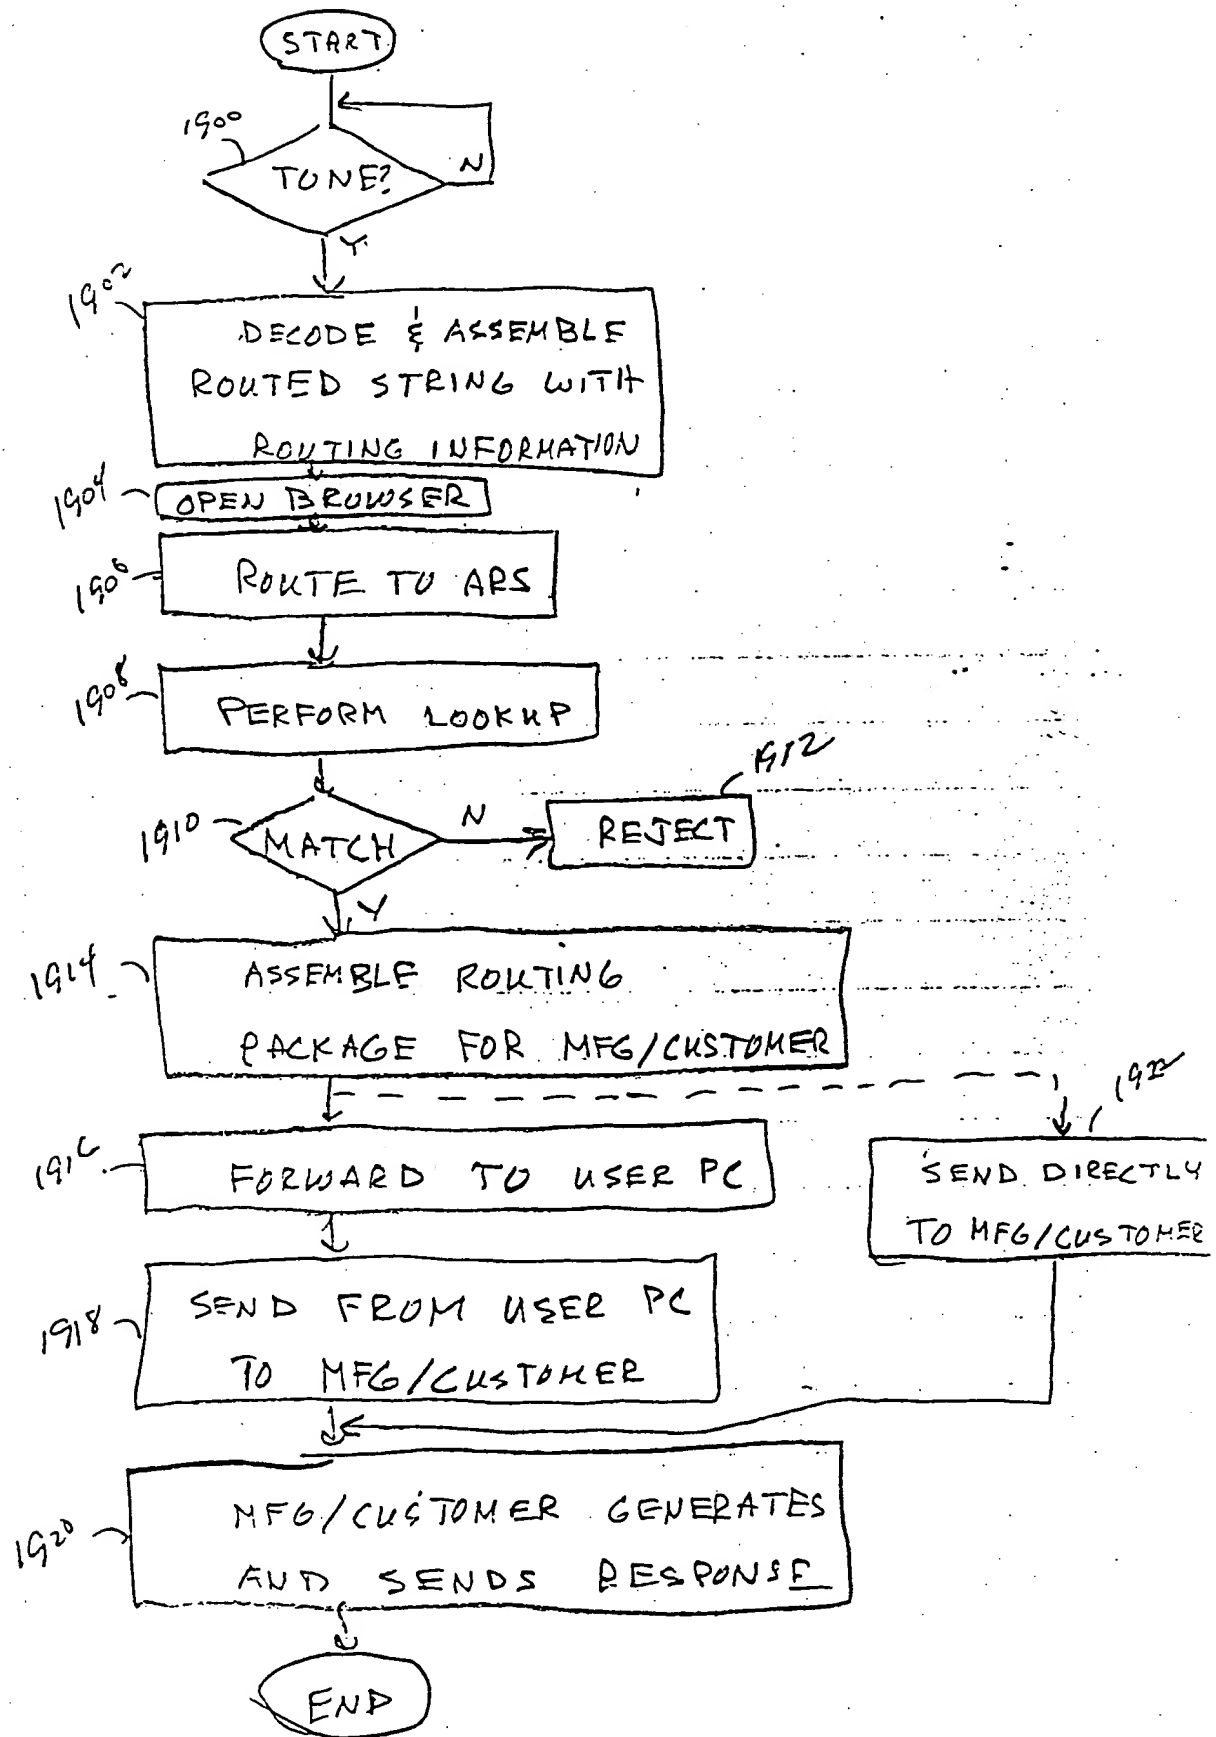 START
1900
TONE?
N
Y
1902
DECODE & ASSEMBLE
ROUTED STRING WITH
ROUTING INFORMATION
1904
OPEN BROWSER
1906
ROUTE TO ARS
1908
PERFORM LOOKUP
1912
1910
MATCH
N
REJECT
Y
1914
ASSEMBLE ROUTING
PACKAGE FOR MFG/CUSTOMER
1922
1916
FORWARD TO USER PC
SEND DIRECTLY
TO MFG/CUSTOMER
1918
SEND FROM USER PC
TO MFG/CUSTOMER
1920
MFG/CUSTOMER GENERATES
AND SENDS RESPONSE
END